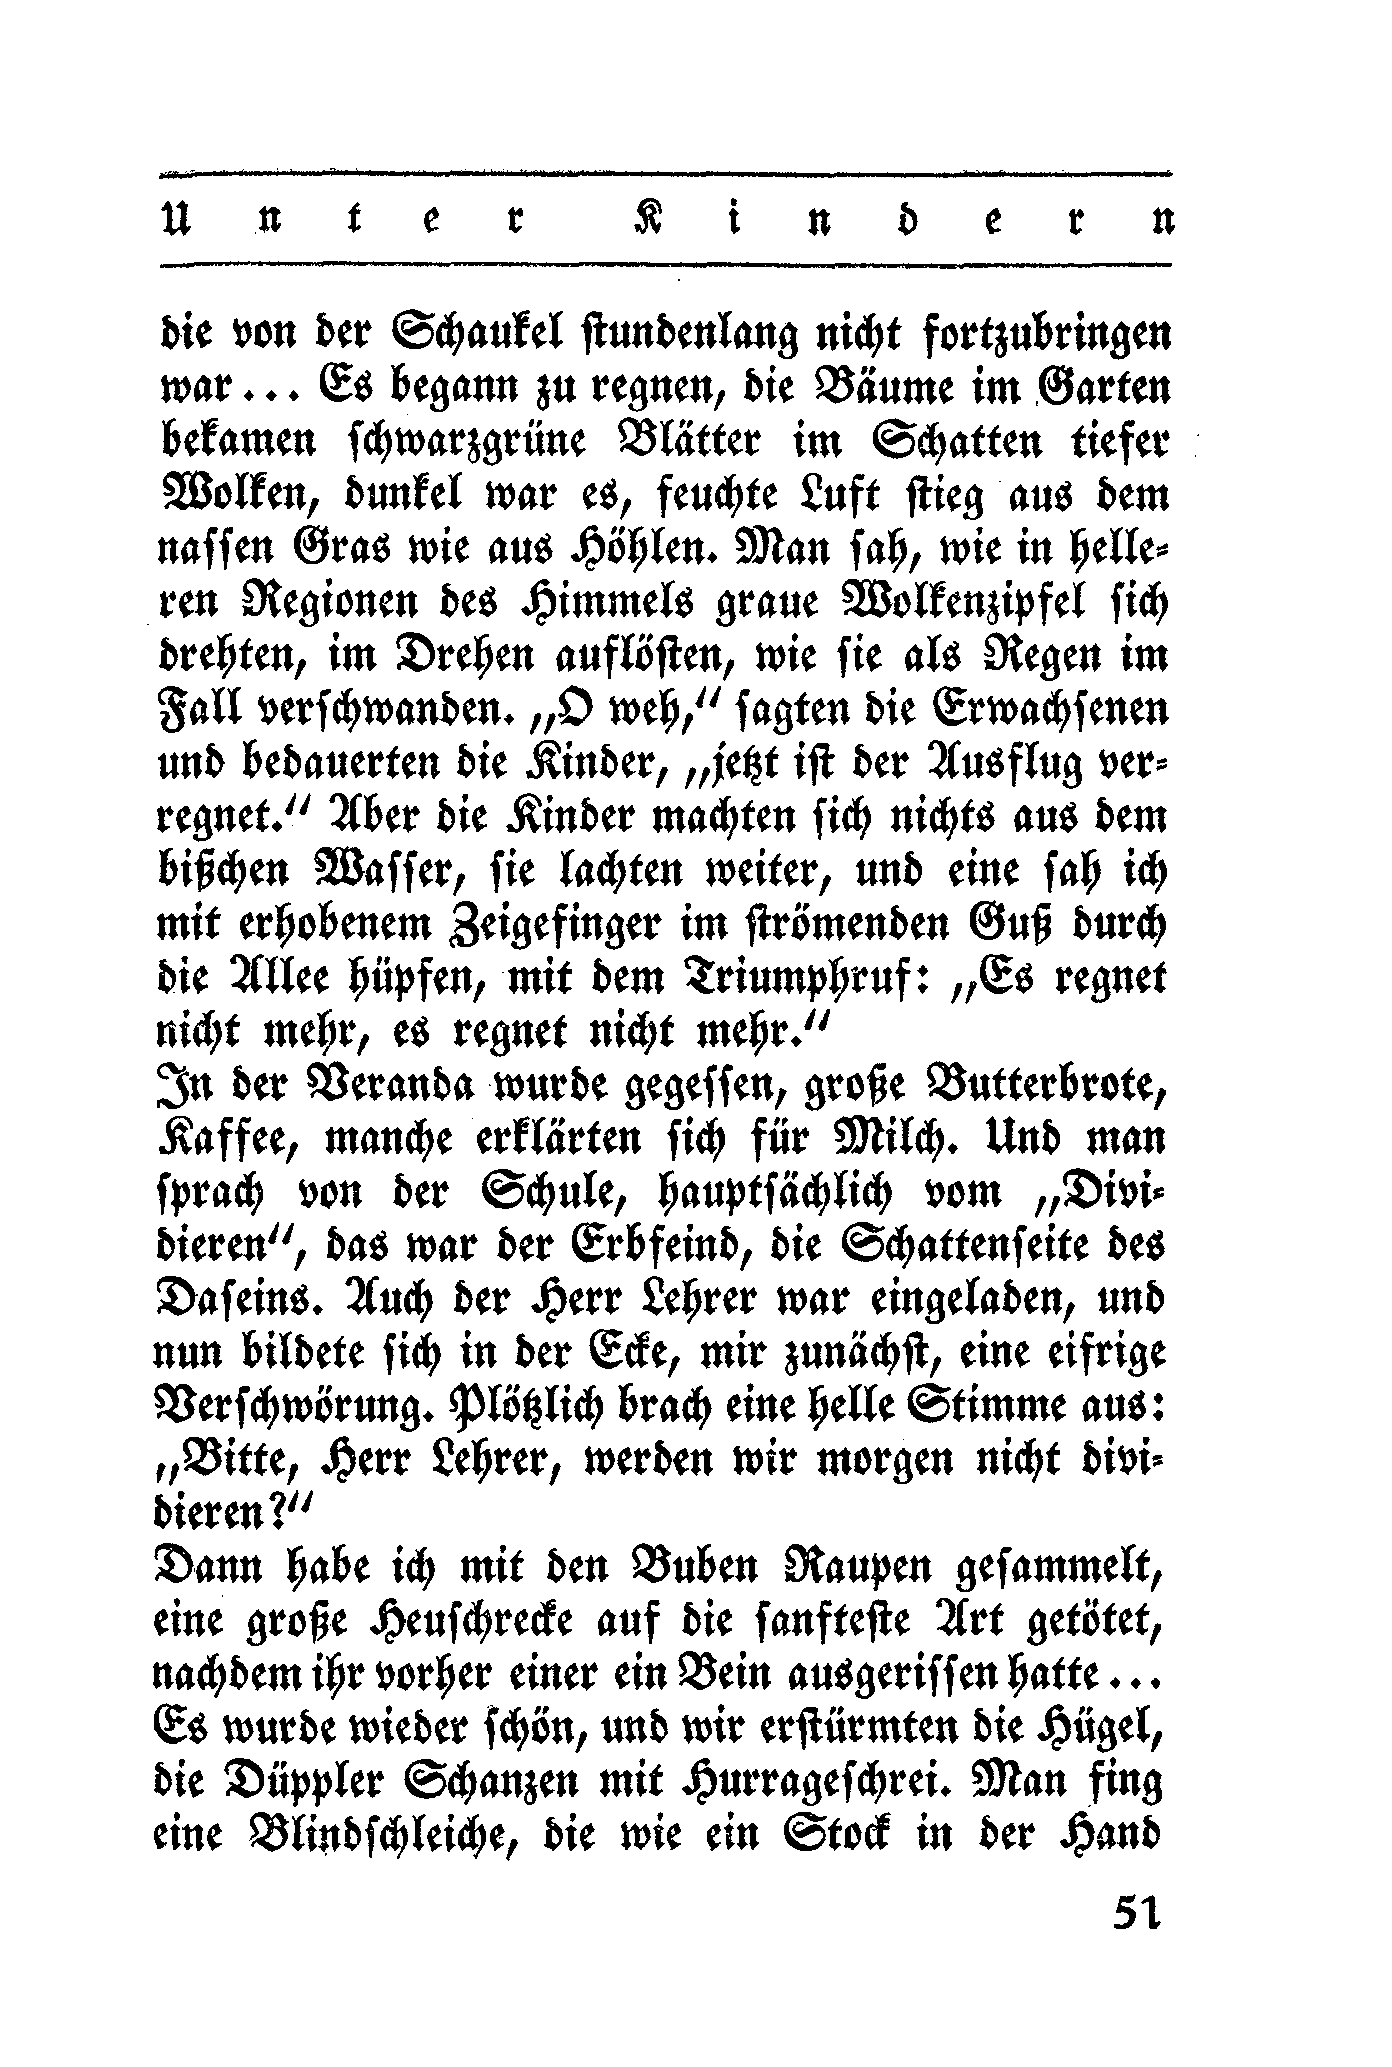 Unter Kindern
die von der Schaukel stundenlang nicht fortzubringen
war... Es begann zu regnen, die Bäume im Garten
bekamen schwarzgrüne Blätter im Schatten tiefer
Wolken, dunkel war es, feuchte Luft stieg aus dem
nassen Gras wie aus Höhlen. Man sah, wie in helle-
ren Regionen des Himmels graue Wolkenzipfel sich
drehten, im Drehen auflösten, wie sie als Regen im
Fall verschwanden. „O weh,“ sagten die Erwachsenen
und bedauerten die Kinder, „jetzt ist der Ausflug ver-
regnet.“ Aber die Kinder machten sich nichts aus dem
bißchen Wasser, sie lachten weiter, und eine sah ich
mit erhobenem Zeigefinger im strömenden Guß durch
die Allee hüpfen, mit dem Triumphruf: „Es regnet
nicht mehr, es regnet nicht mehr.“
In der Veranda wurde gegessen, große Butterbrote,
Kaffee, manche erklärten sich für Milch. Und man
sprach von der Schule, hauptsächlich vom „Divi-
dieren“, das war der Erbfeind, die Schattenseite des
Daseins. Auch der Herr Lehrer war eingeladen, und
nun bildete sich in der Ecke, mir zunächst, eine eifrige
Verschwörung. Plötzlich brach eine helle Stimme aus:
„Bitte, Herr Lehrer, werden wir morgen nicht divi-
dieren?“
Dann habe ich mit den Buben Raupen gesammelt,
eine große Heuschrecke auf die sanfteste Art getötet,
nachdem ihr vorher einer ein Bein ausgerissen hatte...
Es wurde wieder schön, und wir erstürmten die Hügel,
die Düppler Schanzen mit Hurrageschrei. Man fing
eine Blindschleiche, die wie ein Stock in der Hand
51